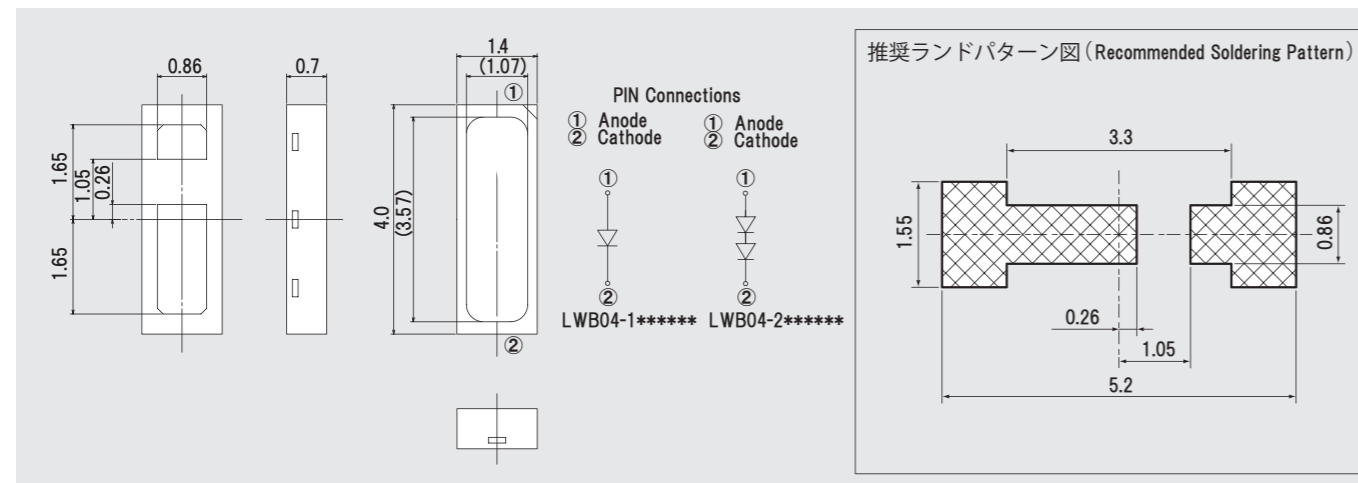 0.86
0.7
1.65
1.05
0.26
1.65
1.4
(1.07)
①
4.0
(3.57)
②
PIN Connections
① Anode
② Cathode
①
②
LWB04-1******
① Anode
② Cathode
①
②
LWB04-2******
推奨ランドパターン図(Recommended Soldering Pattern)
3.3
1.55
0.86
0.26
1.05
5.2